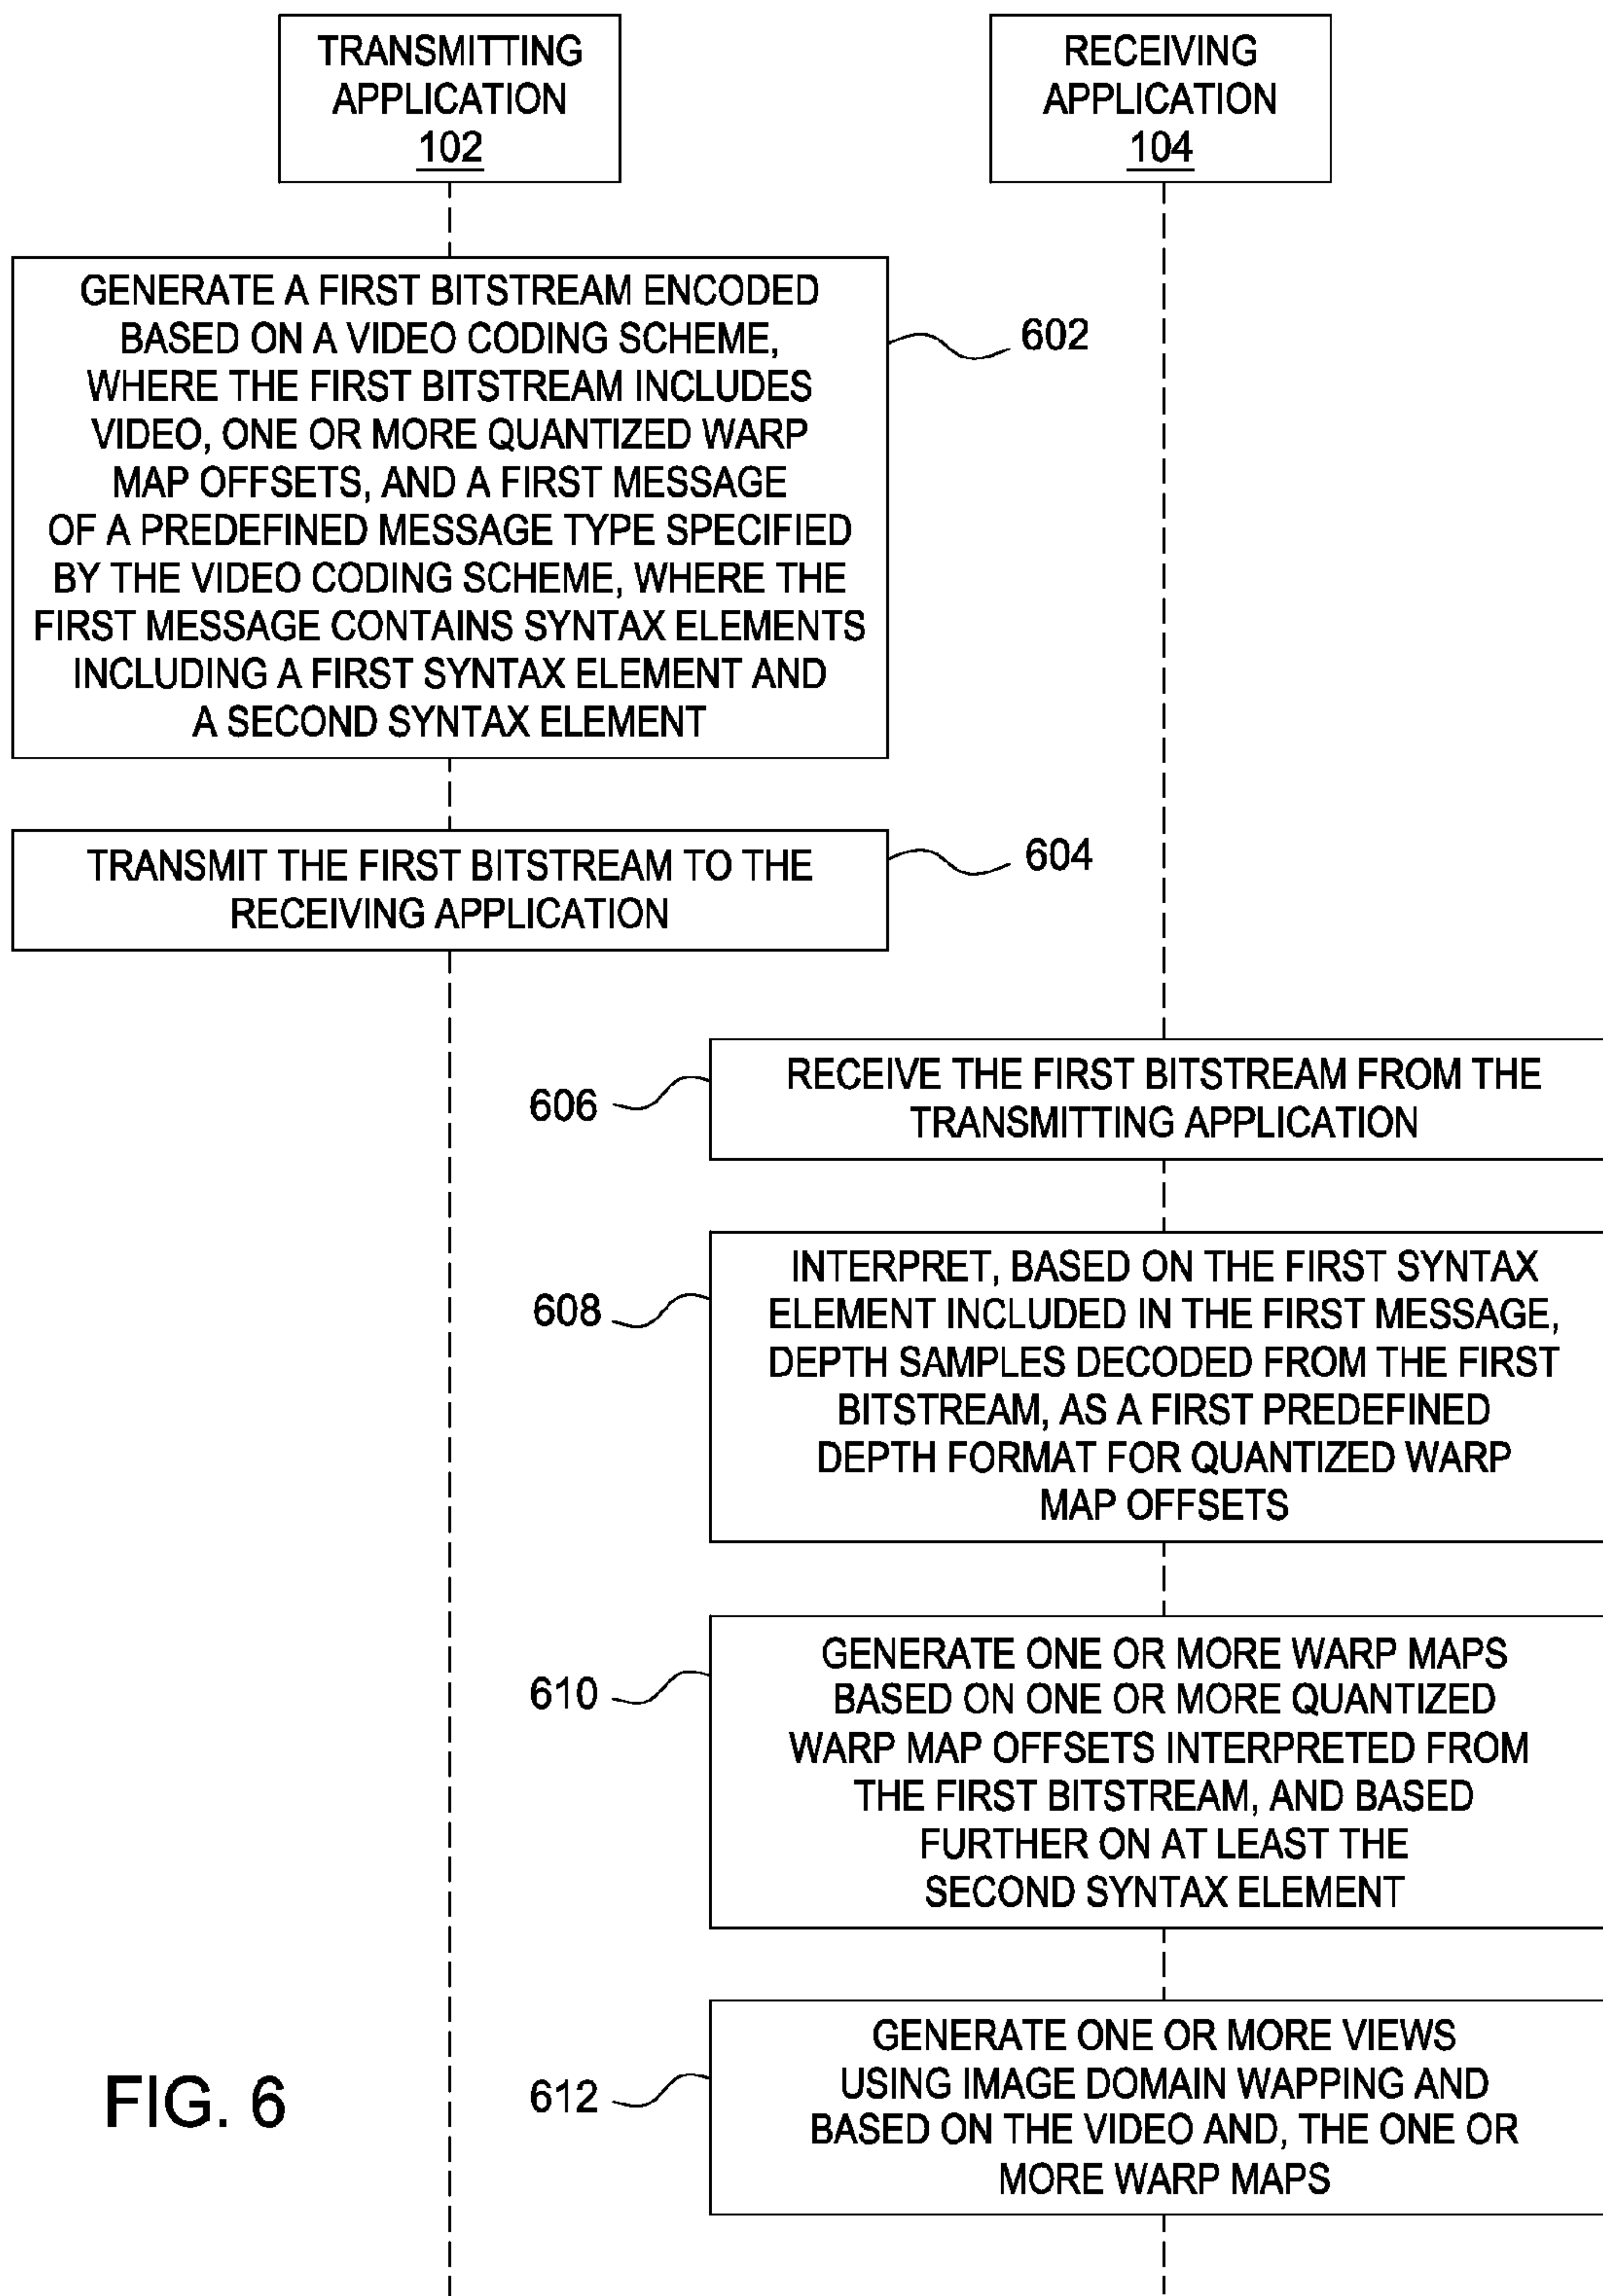 TRANSMITTING
APPLICATION
102
RECEIVING
APPLICATION
104
GENERATE A FIRST BITSTREAM ENCODED
BASED ON A VIDEO CODING SCHEME,
WHERE THE FIRST BITSTREAM INCLUDES
VIDEO, ONE OR MORE QUANTIZED WARP
MAP OFFSETS, AND A FIRST MESSAGE
OF A PREDEFINED MESSAGE TYPE SPECIFIED
BY THE VIDEO CODING SCHEME, WHERE THE
FIRST MESSAGE CONTAINS SYNTAX ELEMENTS
INCLUDING A FIRST SYNTAX ELEMENT AND
A SECOND SYNTAX ELEMENT
602
TRANSMIT THE FIRST BITSTREAM TO THE
RECEIVING APPLICATION
604
606
RECEIVE THE FIRST BITSTREAM FROM THE
TRANSMITTING APPLICATION
608
INTERPRET, BASED ON THE FIRST SYNTAX
ELEMENT INCLUDED IN THE FIRST MESSAGE,
DEPTH SAMPLES DECODED FROM THE FIRST
BITSTREAM, AS A FIRST PREDEFINED
DEPTH FORMAT FOR QUANTIZED WARP
MAP OFFSETS
610
GENERATE ONE OR MORE WARP MAPS
BASED ON ONE OR MORE QUANTIZED
WARP MAP OFFSETS INTERPRETED FROM
THE FIRST BITSTREAM, AND BASED
FURTHER ON AT LEAST THE
SECOND SYNTAX ELEMENT
612
GENERATE ONE OR MORE VIEWS
USING IMAGE DOMAIN WAPPING AND
BASED ON THE VIDEO AND, THE ONE OR
MORE WARP MAPS
FIG. 6